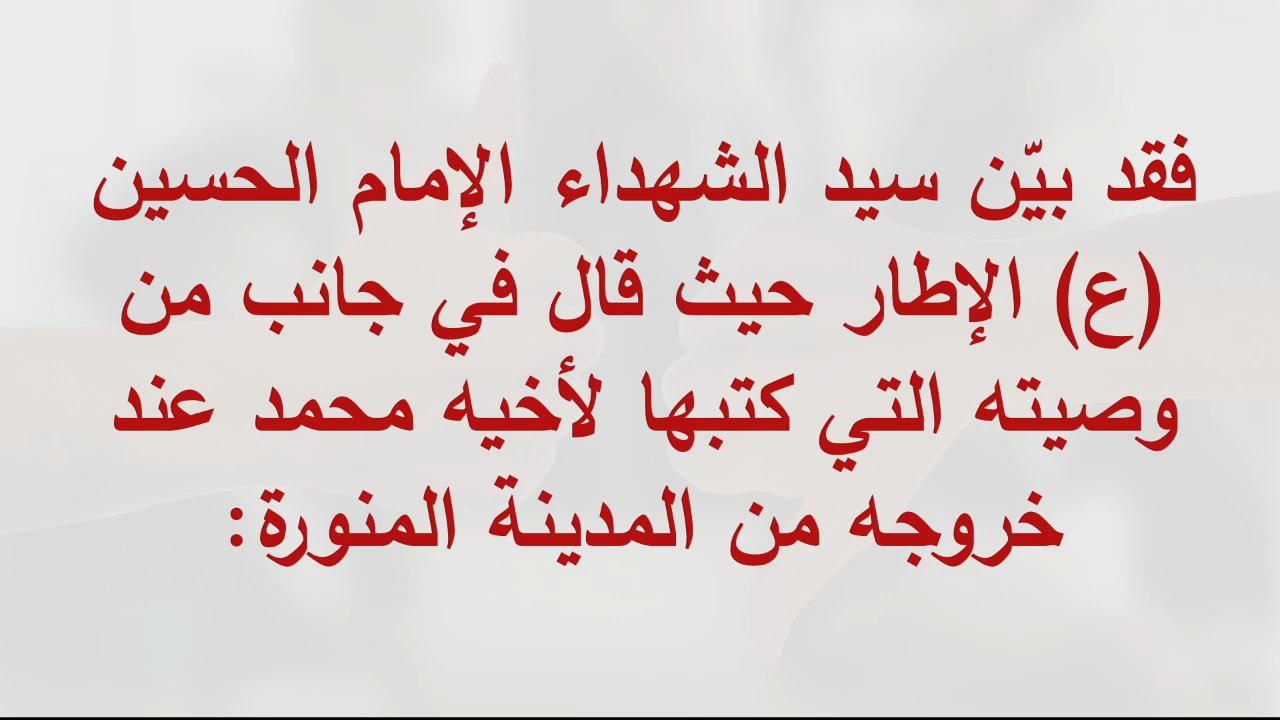 فقد بيّن سيد الشهداء الإمام الحسين
(ع) الإطار حيث قال في جانب من
وصيته التي كتبها لأخيه محمد عند
خروجه من المدينة المنورة: